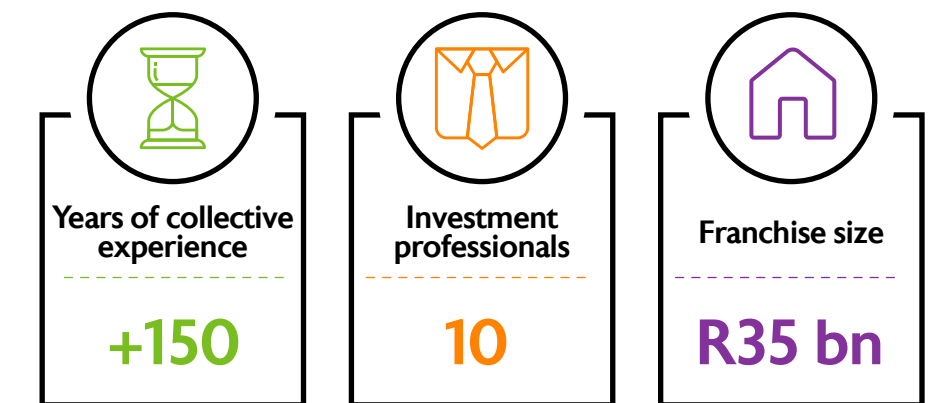 Years of collective
experience
+150
Investment
professionals
10
Franchise size
R35 bn